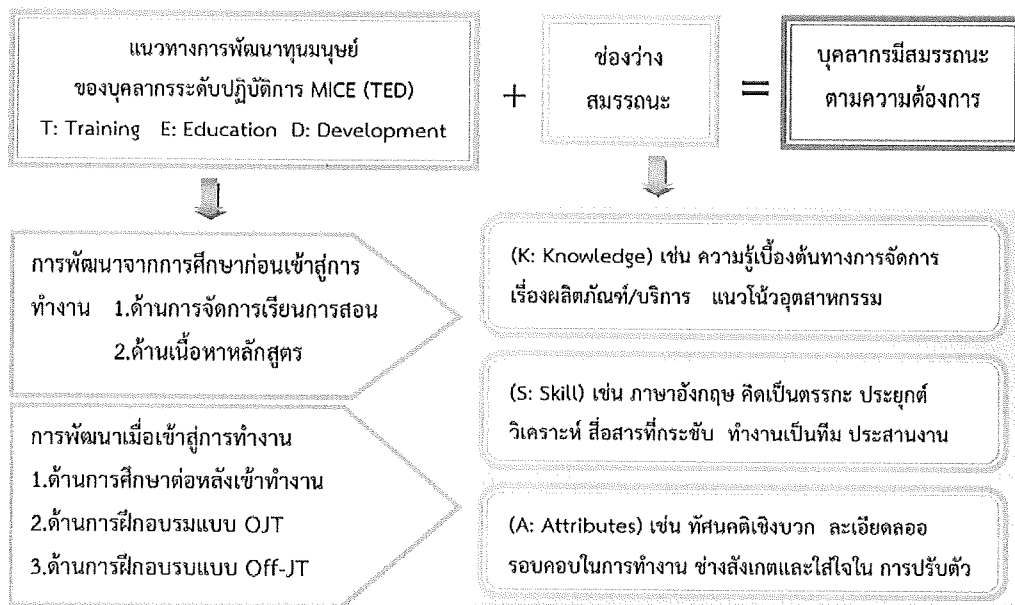 แนวทางการพัฒนาทุนมนุษย์
ของบุคลากรระดับปฏิบัติการ MICE (TED)
T: Training E: Education D: Development
+
ช่องว่าง
สมรรถนะ
=
บุคลากรมีสมรรถนะ
ตามความต้องการ
การพัฒนาจากการศึกษาก่อนเข้าสู่การ
ทำงาน 1.ด้านการจัดการเรียนการสอน
2.ด้านเนื้อหาหลักสูตร
การพัฒนาเมื่อเข้าสู่การทำงาน
1.ด้านการศึกษาต่อหลังเข้าทำงาน
2.ด้านการฝึกอบรมแบบ OJT
3.ด้านการฝึกอบรบแบบ Off-JT
(K: Knowledge) เช่น ความรู้เบื้องต้นทางการจัดการ
เรื่องผลิตภัณฑ์/บริการ แนวโน้วอุตสาหกรรม
(S: Skill) เช่น ภาษาอังกฤษ คิดเป็นตรรกะ ประยุกต์
วิเคราะห์ สื่อสารที่กระชับ ทำงานเป็นทีม ประสานงาน
(A: Attributes) เช่น ทัศนคติเชิงบวก ละเอียดลออ
รอบคอบในการทำงาน ช่างสังเกตและใส่ใจใน การปรับตัว